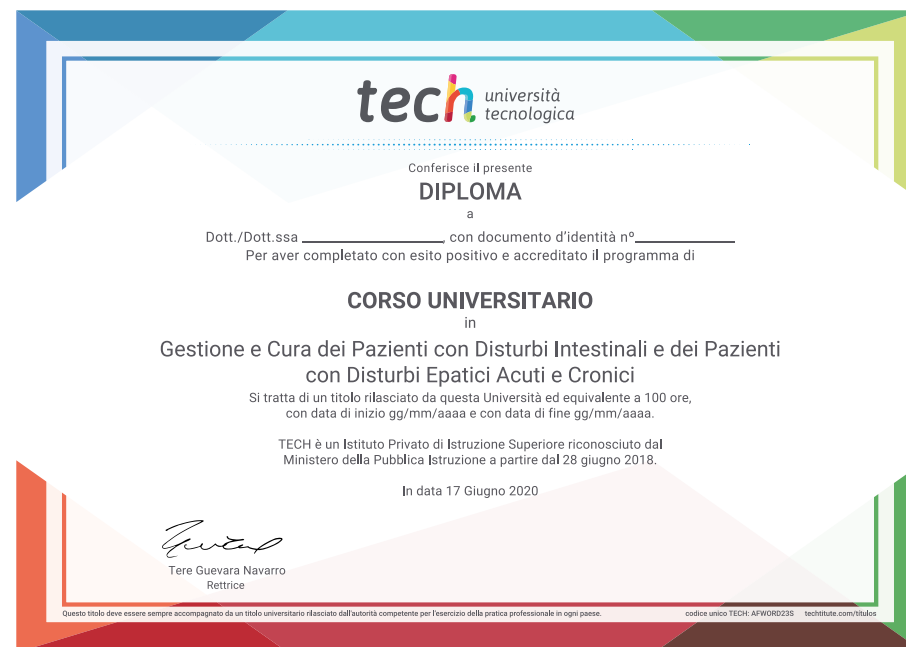 tech università
tecnologica
Conferisce il presente
DIPLOMA
a
Dott./Dott.ssa ____________________, con documento d'identità nº______________
Per aver completato con esito positivo e accreditato il programma di
CORSO UNIVERSITARIO
in
Gestione e Cura dei Pazienti con Disturbi Intestinali e dei Pazienti
con Disturbi Epatici Acuti e Cronici
Si tratta di un titolo rilasciato da questa Università ed equivalente a 100 ore,
con data di inizio gg/mm/aaaa e con data di fine gg/mm/aaaa.
TECH è un Istituto Privato di Istruzione Superiore riconosciuto dal
Ministero della Pubblica Istruzione a partire dal 28 giugno 2018.
In data 17 Giugno 2020
Tere Guevara Navarro
Rettrice
Questo titolo deve essere sempre accompagnato da un titolo universitario rilasciato dall'autorità competente per l'esercizio della pratica professionale in ogni paese. codice unico TECH: AFWORD23S techtitute.com/titulos